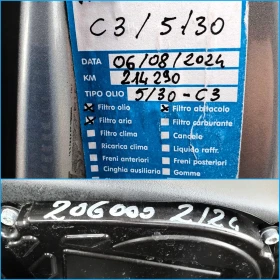 C3/5/30
DATA 06/08/2024
KM 214290
TIPO OLIO 5/30-C3
Filtro olio Filtro abitacolo
Filtro aria Filtro carburante
Filtro clima Candele
Ricarica clima Liquido raffr.
Freni anteriori Freni posteriori
Cinghia ausiliaria Gomme
206000 2124